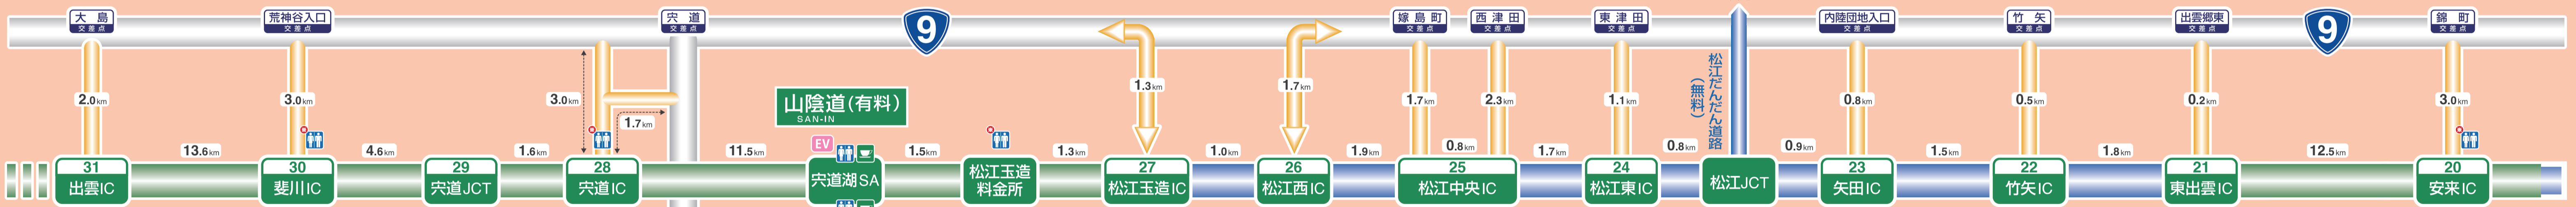 大島
交差点
荒神谷入口
交差点
宍道
交差点
9
嫁島町
交差点
西津田
交差点
東津田
交差点
内陸団地入口
交差点
竹矢
交差点
出雲郷東
交差点
9
錦町
交差点
2.0km
3.0km
3.0km
1.7km
山陰道(有料)
SAN-IN
1.3km
1.7km
1.7km
2.3km
1.1km
松江だんだん道路
(無料)
0.8km
0.5km
0.2km
3.0km
13.6km
4.6km
1.6km
11.5km
EV
1.5km
1.3km
1.0km
1.9km
0.8km
1.7km
0.8km
0.9km
1.5km
1.8km
12.5km
31
出雲IC
30
斐川IC
29
宍道JCT
28
宍道IC
宍道湖SA
松江玉造
料金所
27
松江玉造IC
26
松江西IC
25
松江中央IC
24
松江東IC
松江JCT
23
矢田IC
22
竹矢IC
21
東出雲IC
20
安来IC